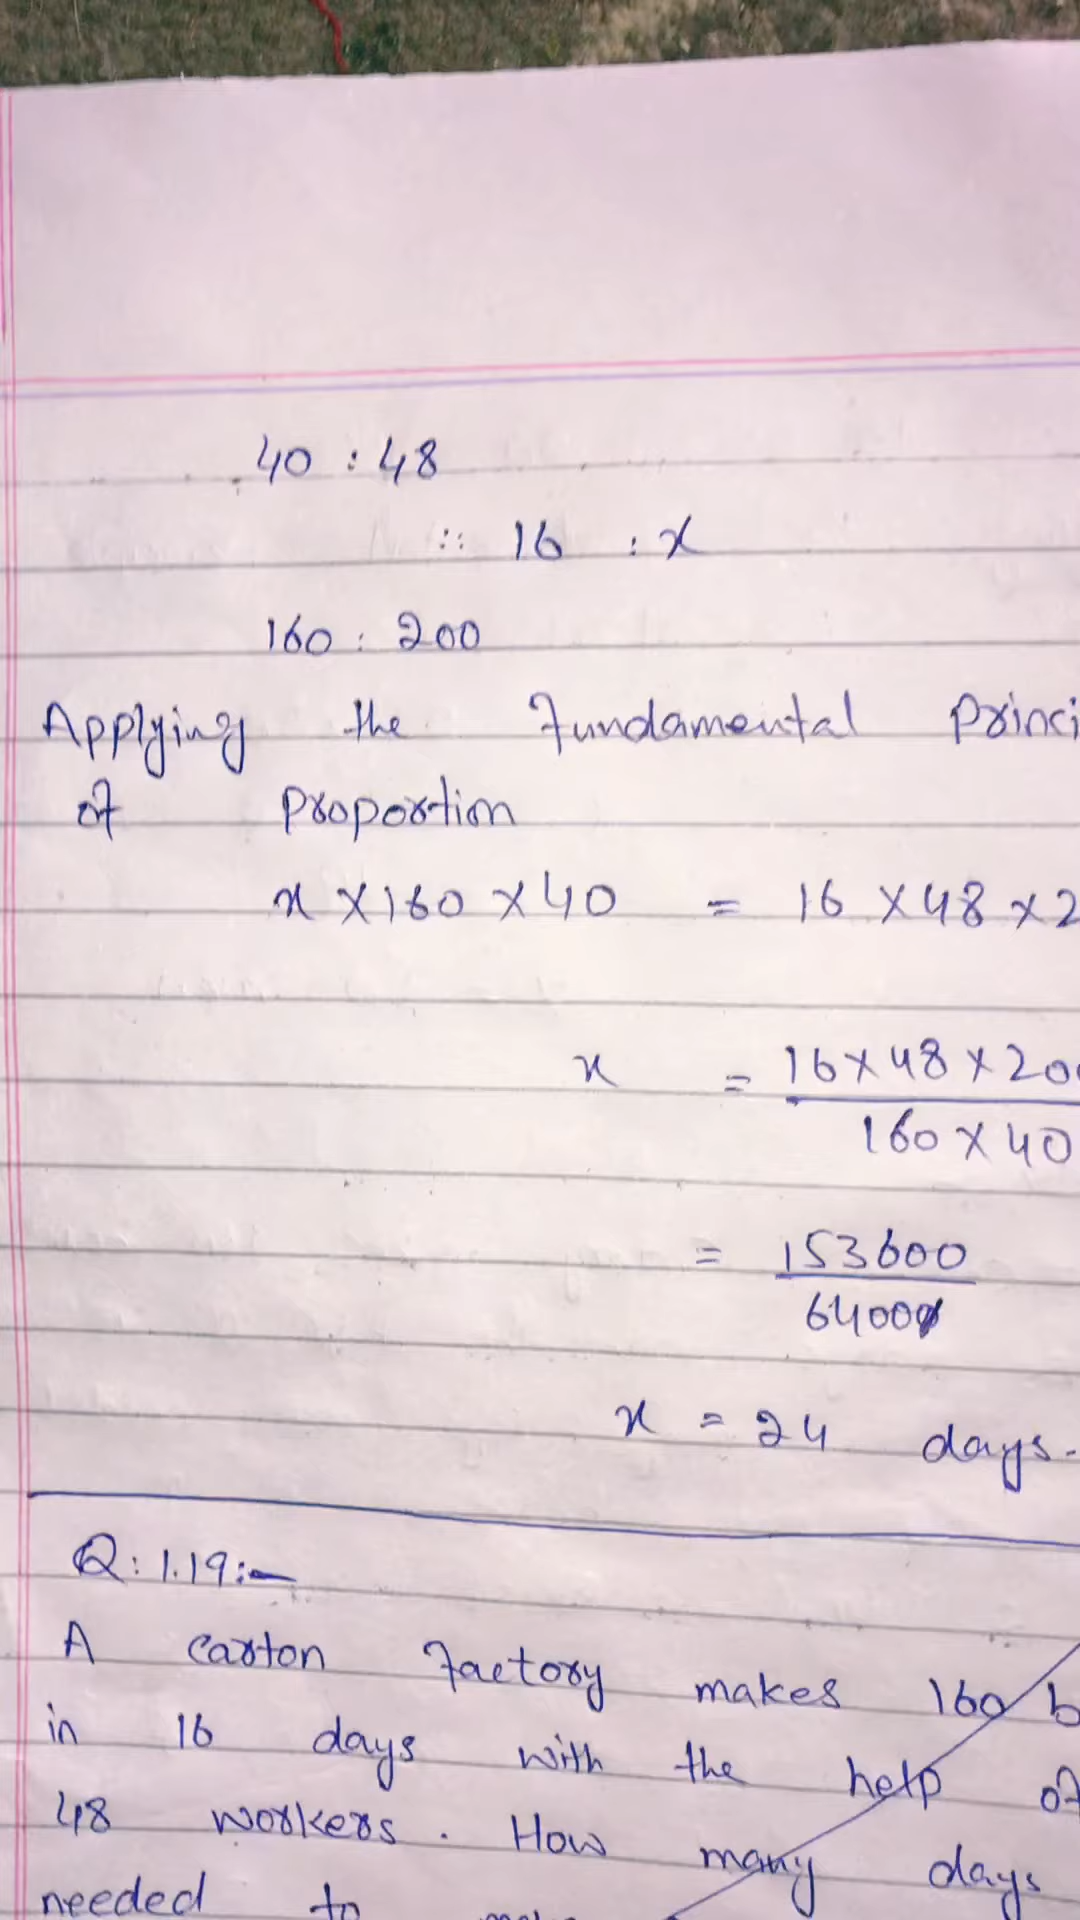 40 : 48
:: 16 : x
160 : 200
Applying the fundamental princi
of proportion
x × 160 × 40 = 16 × 48 × 2
x = 16 × 48 × 200
160 × 40
= 153600
6400
x = 24 days.
Q: 1.19:-
A carton factory makes 160 b
in 16 days with the help of
48 workers. How many days
needed to